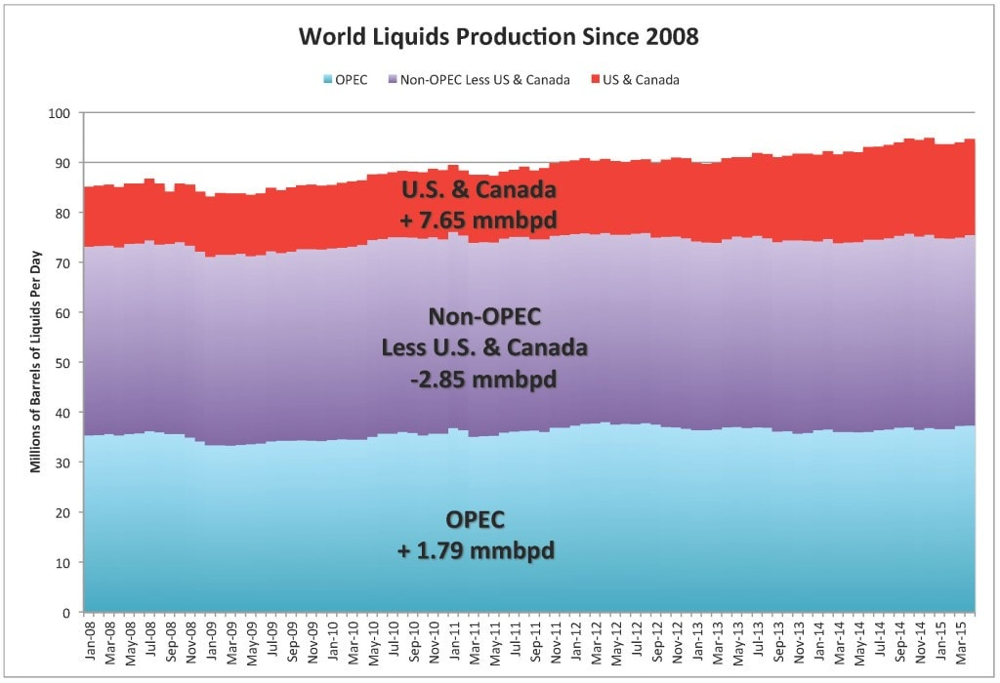 World Liquids Production Since 2008
OPEC Non-OPEC Less US & Canada US & Canada
Millions of Barrels of Liquids Per Day
100
90
80
70
60
50
40
30
20
10
0
U.S. & Canada
+ 7.65 mmbpd
Non-OPEC
Less U.S. & Canada
-2.85 mmbpd
OPEC
+ 1.79 mmbpd
Jan-08
Mar-08
May-08
Jul-08
Sep-08
Nov-08
Jan-09
Mar-09
May-09
Jul-09
Sep-09
Nov-09
Jan-10
Mar-10
May-10
Jul-10
Sep-10
Nov-10
Jan-11
Mar-11
May-11
Jul-11
Sep-11
Nov-11
Jan-12
Mar-12
May-12
Jul-12
Sep-12
Nov-12
Jan-13
Mar-13
May-13
Jul-13
Sep-13
Nov-13
Jan-14
Mar-14
May-14
Jul-14
Sep-14
Nov-14
Jan-15
Mar-15